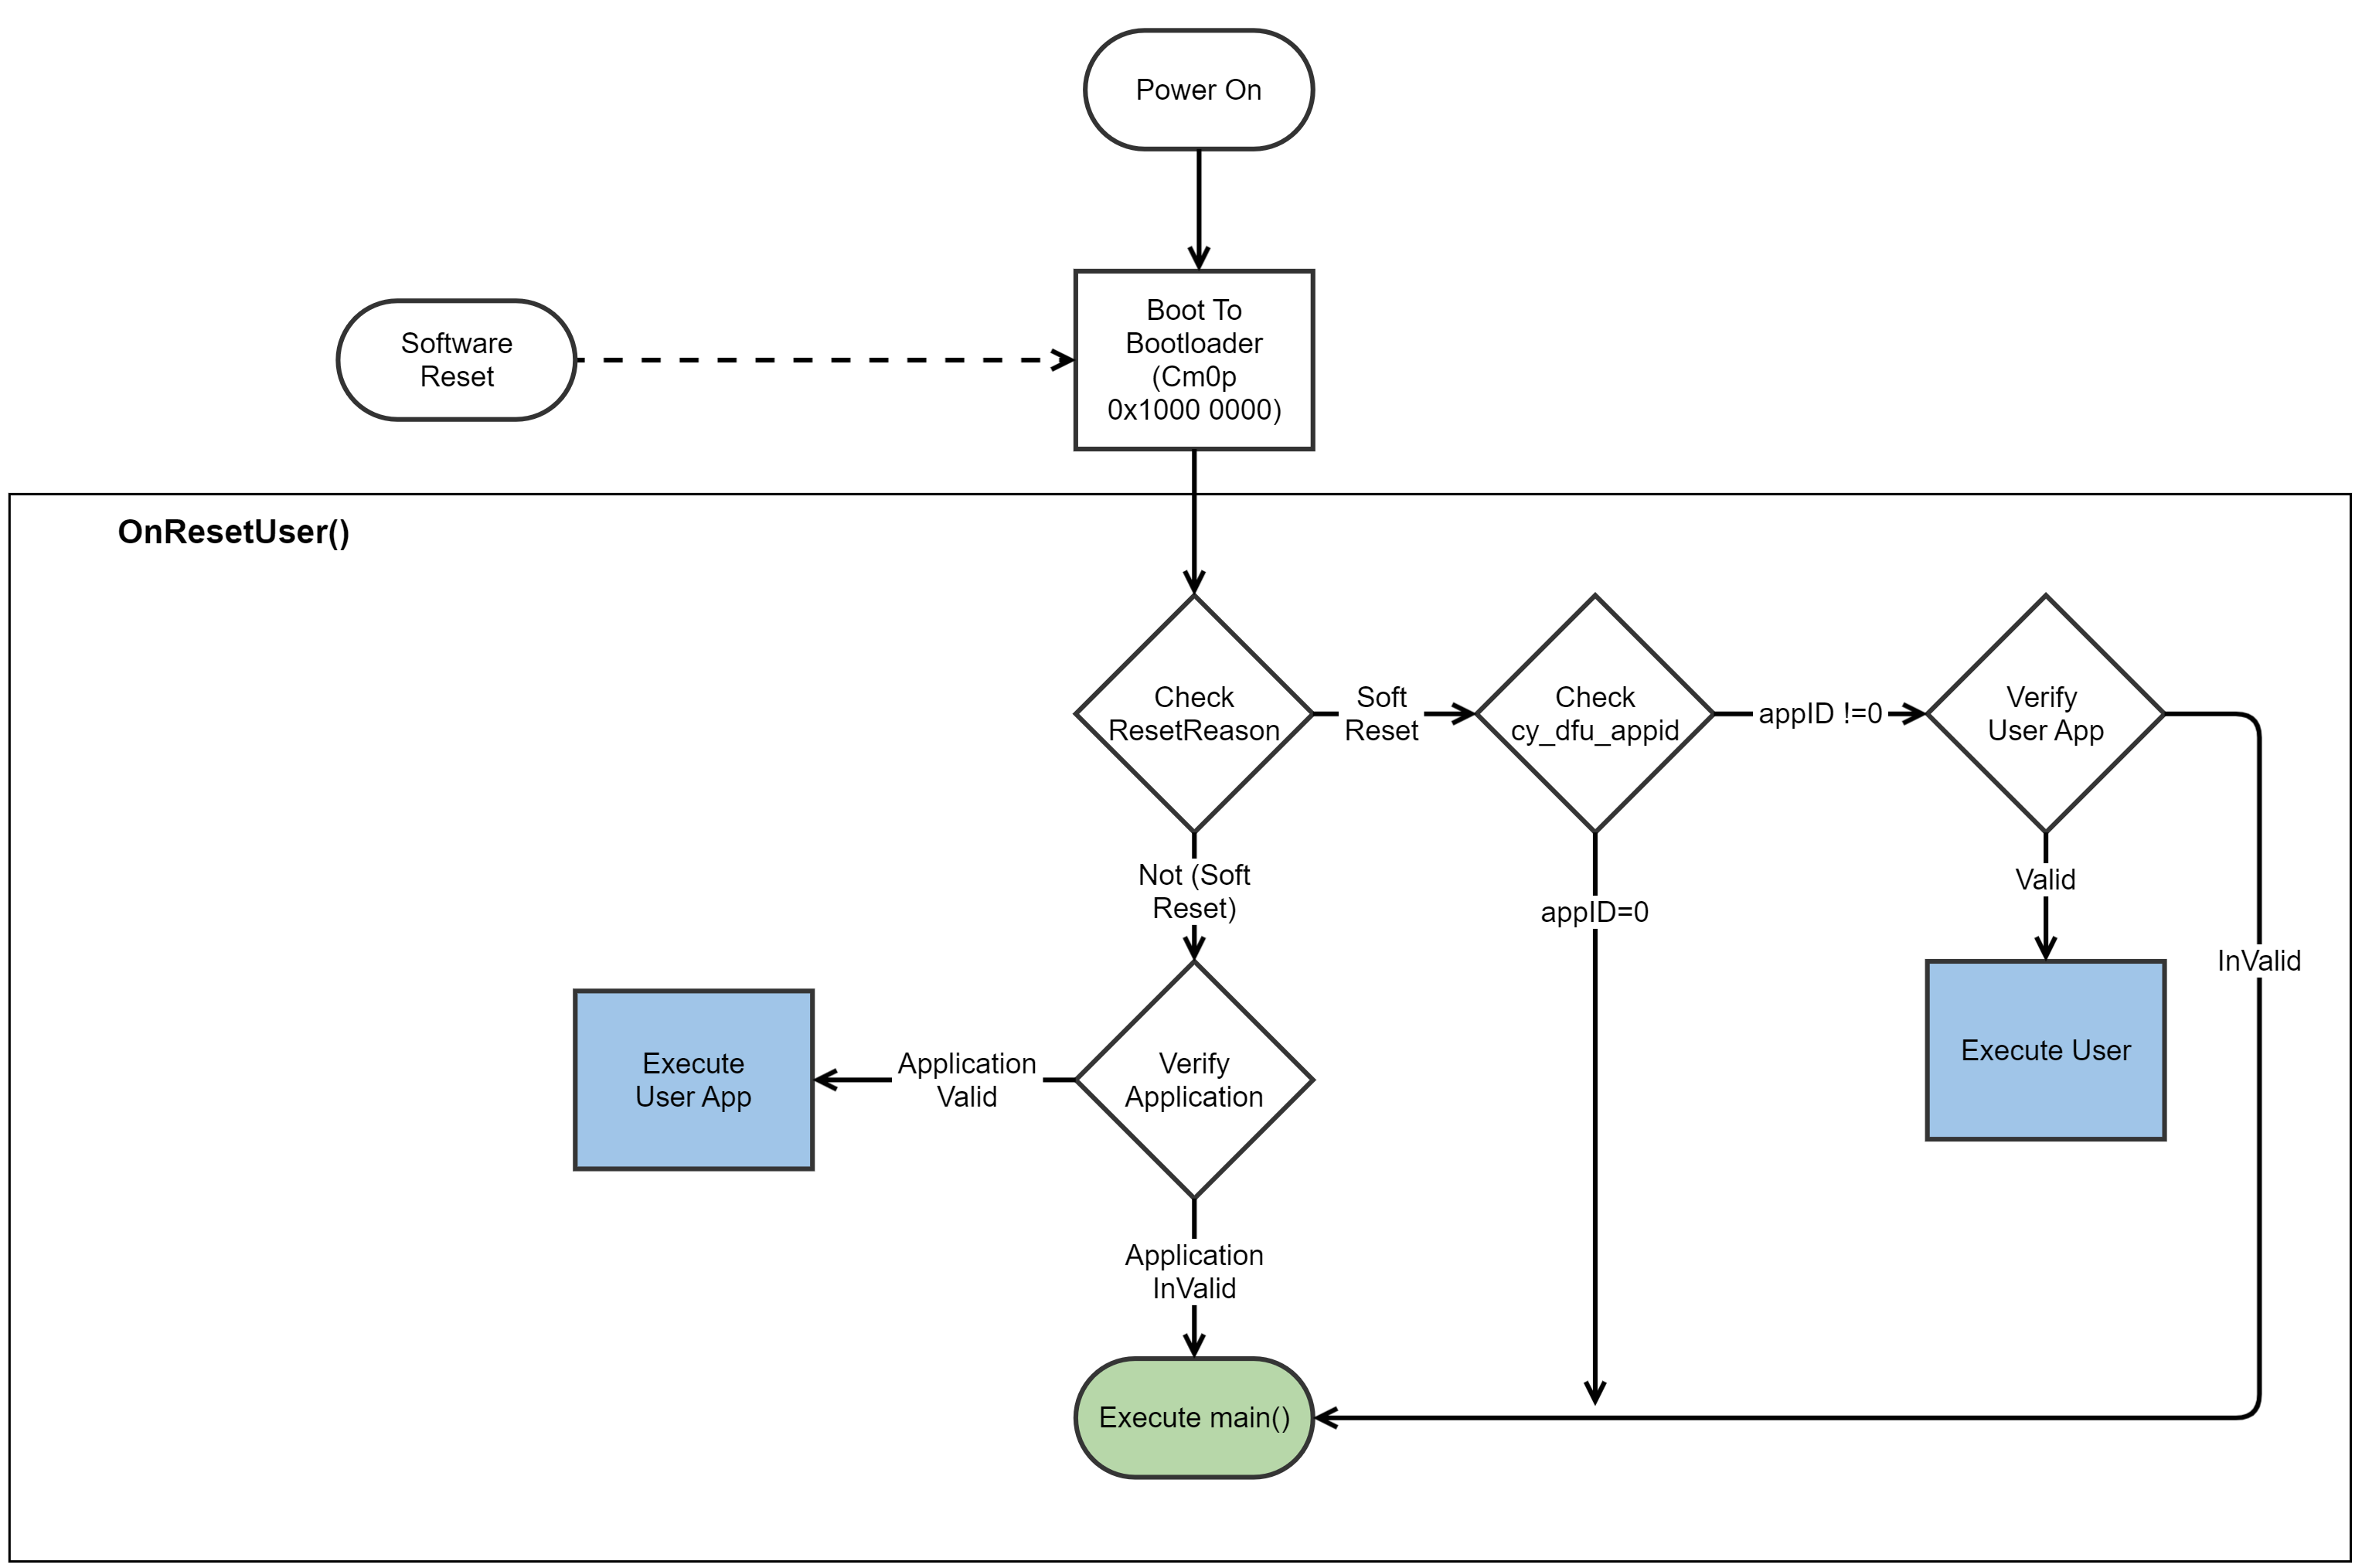 Power On
Boot To
Bootloader
(Cm0p
0x1000 0000)
Software
Reset
OnResetUser()
Check
ResetReason
Soft
Reset
Check
cy_dfu_appid
appID !=0
Verify
User App
Not (Soft
Reset)
appID=0
Valid
InValid
Execute
User App
Application
Valid
Verify
Application
Execute User
Application
InValid
Execute main()